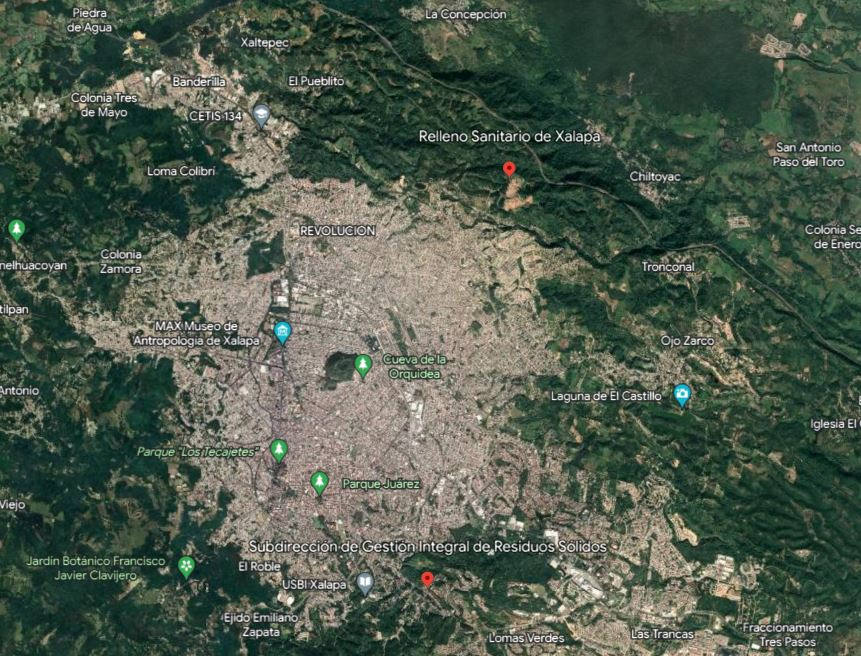 Piedra
de Agua
La Concepción
Xaltepec
Banderilla
El Pueblito
Colonia Tres
de Mayo
CETIS 134
Relleno Sanitario de Xalapa
San Antonio
Paso del Toro
Loma Colibrí
Chiltoyac
REVOLUCION
Colonia Se
de Enero
nelhuacoyan
Colonia
Zamora
Tronconal
tilpan
MAX Museo de
Antropología de Xalapa
Ojo Zarco
Cueva de la
Orquidea
Antonio
Laguna de El Castillo
Iglesia El
Parque "Los Tecajetes"
Parque Juárez
Viejo
Subdirección de Gestión Integral de Residuos Sólidos
Jardín Botánico Francisco
Javier Clavijero
El Roble
USBI Xalapa
Ejido Emiliano
Zapata
Lomas Verdes
Las Trancas
Fraccionamiento
Tres Pasos